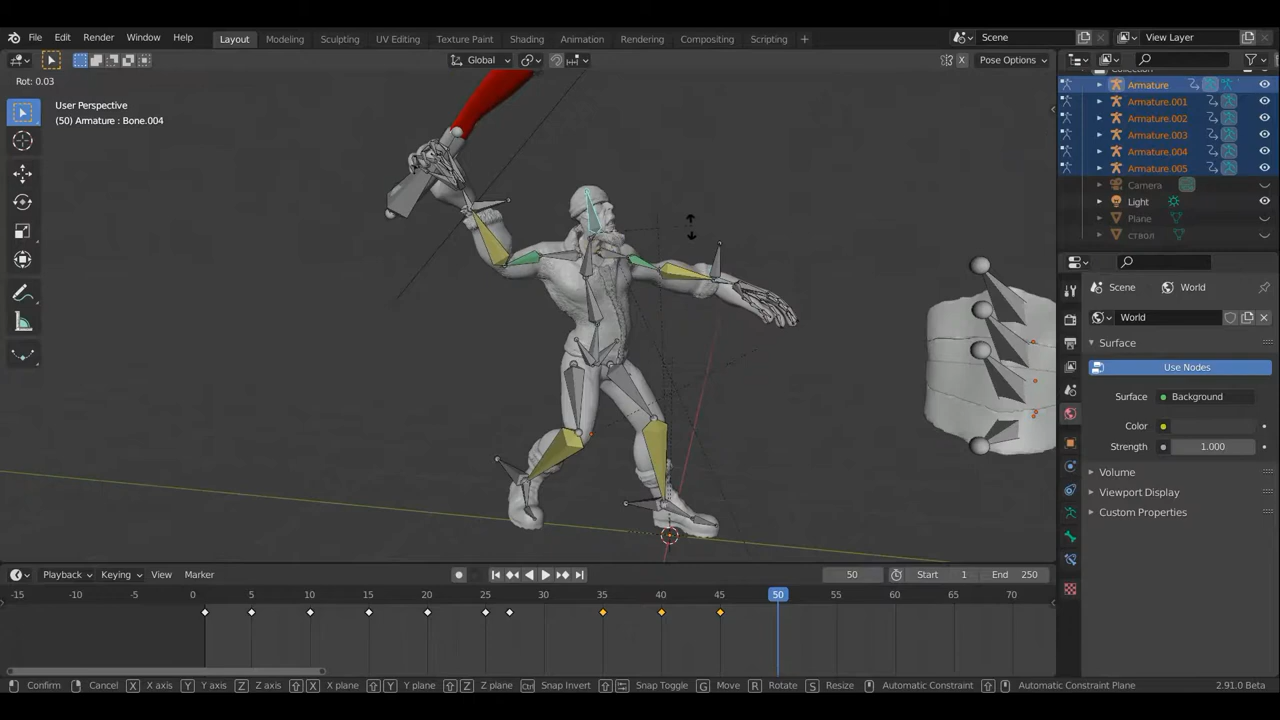 File Edit Render Window Help Layout Modeling Sculpting UV Editing Texture Paint Shading Animation Rendering Compositing Scripting + Scene View Layer
Global X Pose Options
Rot: 0.03
User Perspective
(50) Armature : Bone.004
Armature
Armature.001
Armature.002
Armature.003
Armature.004
Armature.005
Camera
Light
Plane
ствол
Scene World
World
Surface
Use Nodes
Surface Background
Color
Strength 1.000
Volume
Viewport Display
Custom Properties
Playback Keying View Marker 50 Start 1 End 250
-15 -10 -5 0 5 10 15 20 25 30 35 40 45 50 55 60 65 70
Confirm Cancel X X axis Y Y axis Z Z axis X X plane Y Y plane Z Z plane Ctrl Snap Invert Snap Toggle G Move R Rotate S Resize Automatic Constraint Automatic Constraint Plane 2.91.0 Beta